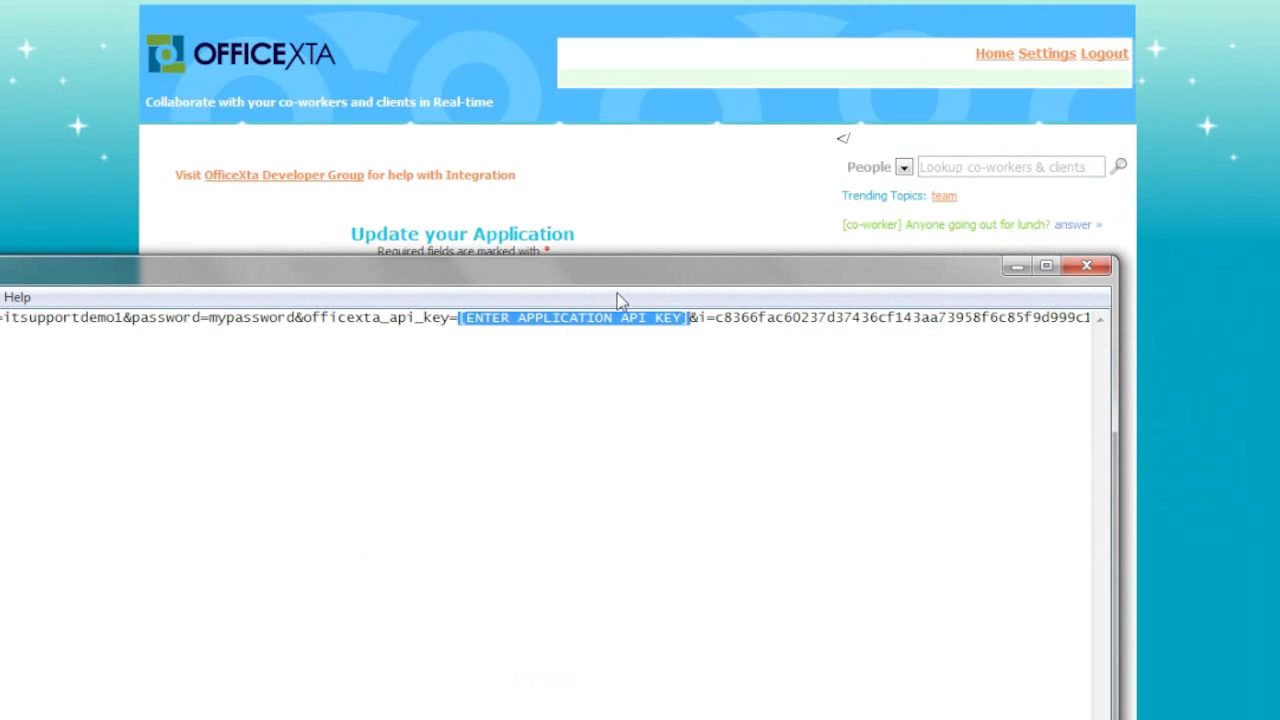 OFFICEXTA
Home Settings Logout
Collaborate with your co-workers and clients in Real-time
</
People Lookup co-workers & clients
Visit OfficeXta Developer Group for help with Integration
Trending Topics: team
[co-worker] Anyone going out for lunch? answer »
Update your Application
Required fields are marked with *
Help
=itsupportdemo1&password=mypassword&officexta_api_key=[ENTER APPLICATION API KEY]&i=c8366fac60237d37436cf143aa73958f6c85f9d999c1